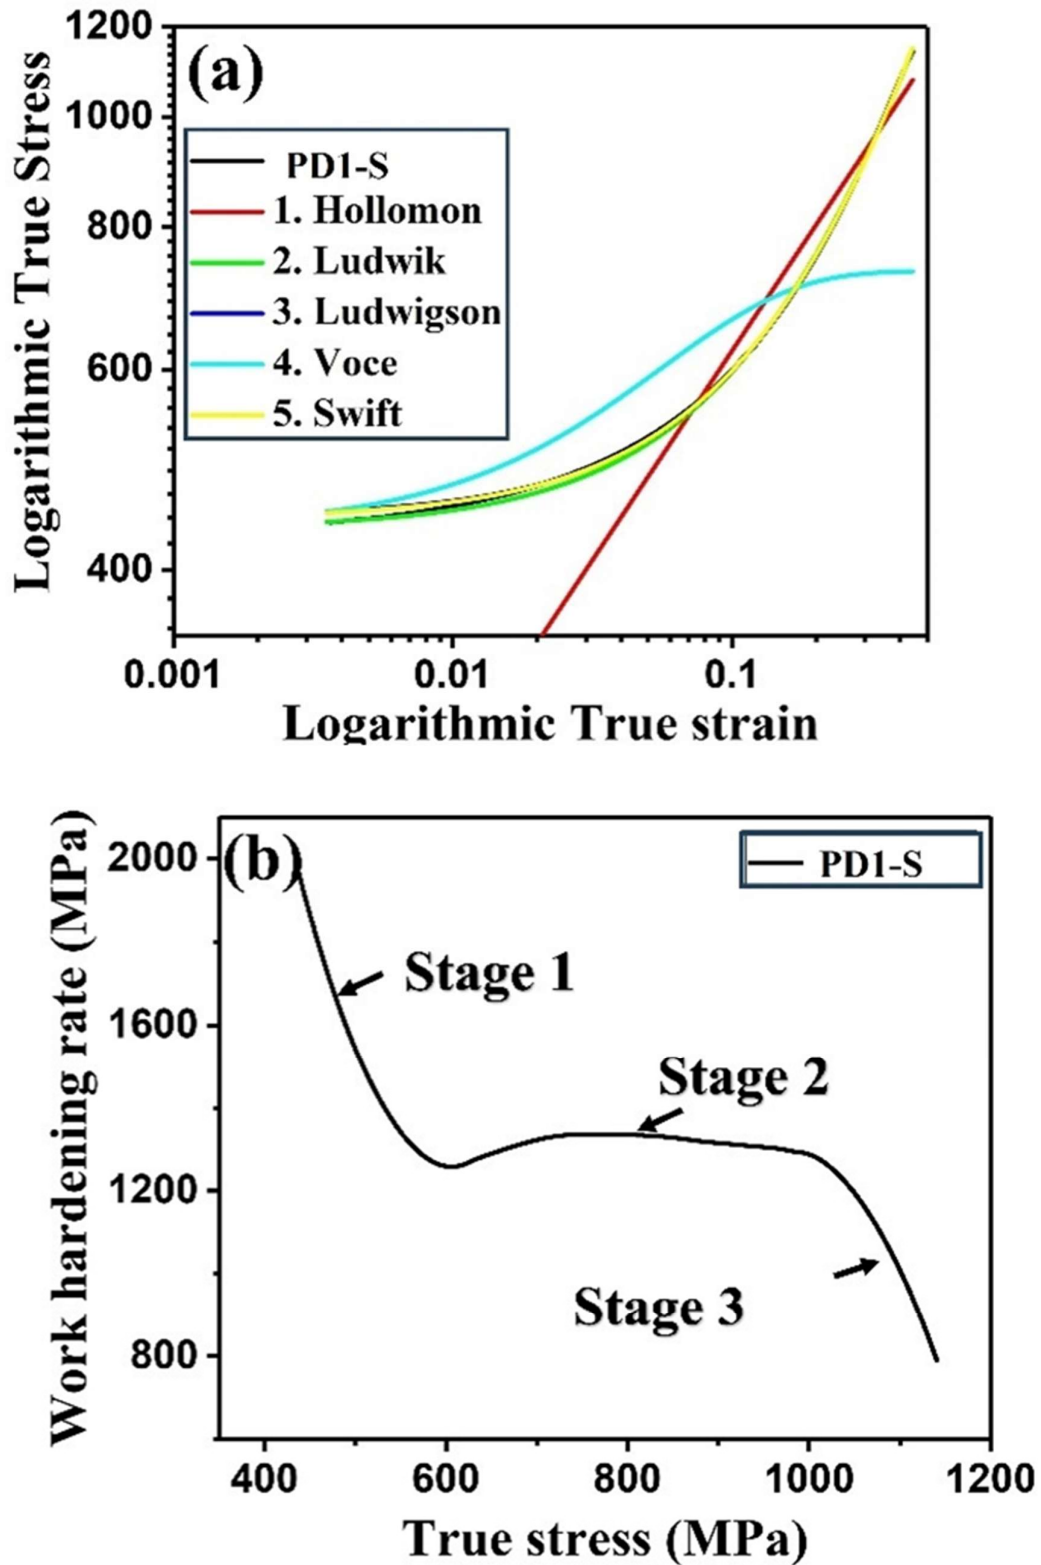 (a)
Logarithmic True Stress
1200
1000
800
600
400
PD1-S
1. Hollomon
2. Ludwik
3. Ludwigson
4. Voce
5. Swift
0.001 0.01 0.1
Logarithmic True strain
(b)
Work hardening rate (MPa)
2000
1600
1200
800
PD1-S
Stage 1
Stage 2
Stage 3
400 600 800 1000 1200
True stress (MPa)